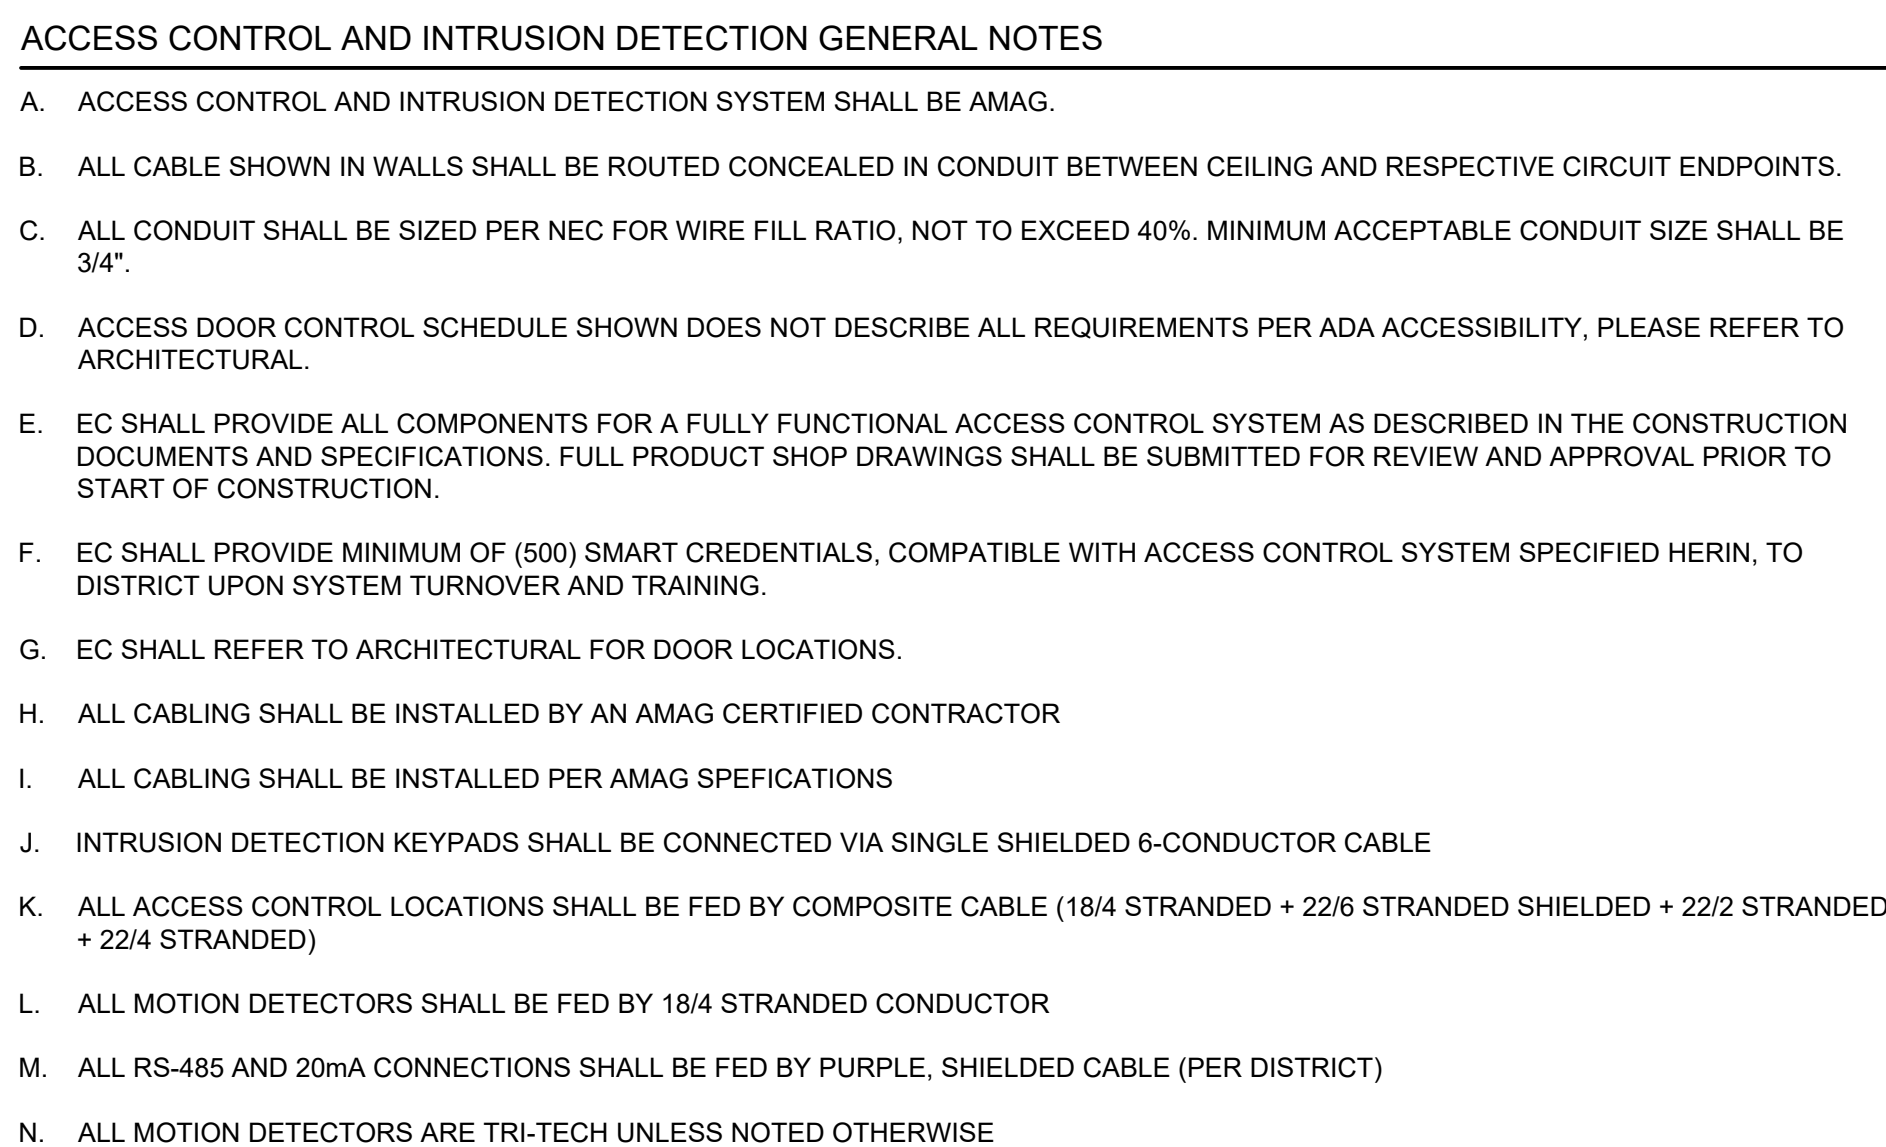 ACCESS CONTROL AND INTRUSION DETECTION GENERAL NOTES
A. ACCESS CONTROL AND INTRUSION DETECTION SYSTEM SHALL BE AMAG.
B. ALL CABLE SHOWN IN WALLS SHALL BE ROUTED CONCEALED IN CONDUIT BETWEEN CEILING AND RESPECTIVE CIRCUIT ENDPOINTS.
C. ALL CONDUIT SHALL BE SIZED PER NEC FOR WIRE FILL RATIO, NOT TO EXCEED 40%. MINIMUM ACCEPTABLE CONDUIT SIZE SHALL BE
3/4".
D. ACCESS DOOR CONTROL SCHEDULE SHOWN DOES NOT DESCRIBE ALL REQUIREMENTS PER ADA ACCESSIBILITY, PLEASE REFER TO
ARCHITECTURAL.
E. EC SHALL PROVIDE ALL COMPONENTS FOR A FULLY FUNCTIONAL ACCESS CONTROL SYSTEM AS DESCRIBED IN THE CONSTRUCTION
DOCUMENTS AND SPECIFICATIONS. FULL PRODUCT SHOP DRAWINGS SHALL BE SUBMITTED FOR REVIEW AND APPROVAL PRIOR TO
START OF CONSTRUCTION.
F. EC SHALL PROVIDE MINIMUM OF (500) SMART CREDENTIALS, COMPATIBLE WITH ACCESS CONTROL SYSTEM SPECIFIED HERIN, TO
DISTRICT UPON SYSTEM TURNOVER AND TRAINING.
G. EC SHALL REFER TO ARCHITECTURAL FOR DOOR LOCATIONS.
H. ALL CABLING SHALL BE INSTALLED BY AN AMAG CERTIFIED CONTRACTOR
I. ALL CABLING SHALL BE INSTALLED PER AMAG SPEFICATIONS
J. INTRUSION DETECTION KEYPADS SHALL BE CONNECTED VIA SINGLE SHIELDED 6-CONDUCTOR CABLE
K. ALL ACCESS CONTROL LOCATIONS SHALL BE FED BY COMPOSITE CABLE (18/4 STRANDED + 22/6 STRANDED SHIELDED + 22/2 STRANDED
+ 22/4 STRANDED)
L. ALL MOTION DETECTORS SHALL BE FED BY 18/4 STRANDED CONDUCTOR
M. ALL RS-485 AND 20mA CONNECTIONS SHALL BE FED BY PURPLE, SHIELDED CABLE (PER DISTRICT)
N. ALL MOTION DETECTORS ARE TRI-TECH UNLESS NOTED OTHERWISE